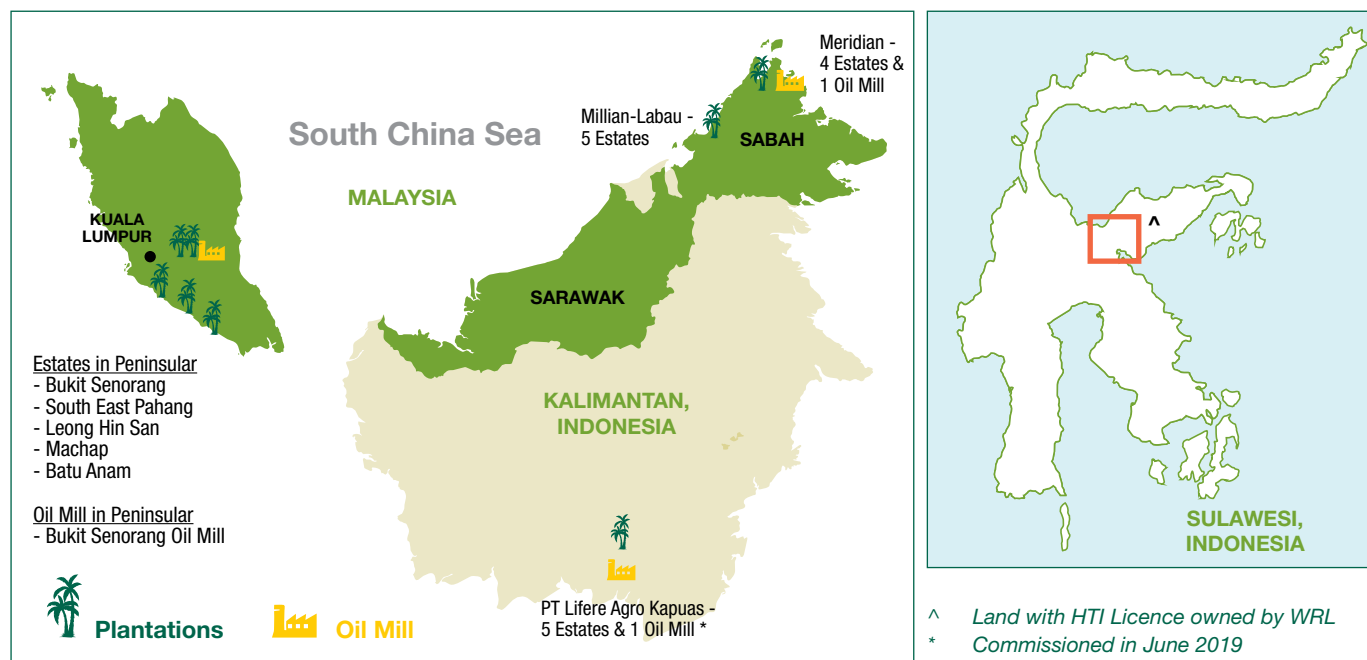 Meridian -
4 Estates &
1 Oil Mill
Millian-Labau -
5 Estates
South China Sea
SABAH
MALAYSIA
KUALA
LUMPUR
SARAWAK
Estates in Peninsular
- Bukit Senorang
- South East Pahang
- Leong Hin San
- Machap
- Batu Anam
Oil Mill in Peninsular
- Bukit Senorang Oil Mill
KALIMANTAN,
INDONESIA
PT Lifere Agro Kapuas -
5 Estates & 1 Oil Mill *
Plantations
Oil Mill
^
SULAWESI,
INDONESIA
^ Land with HTI Licence owned by WRL
* Commissioned in June 2019